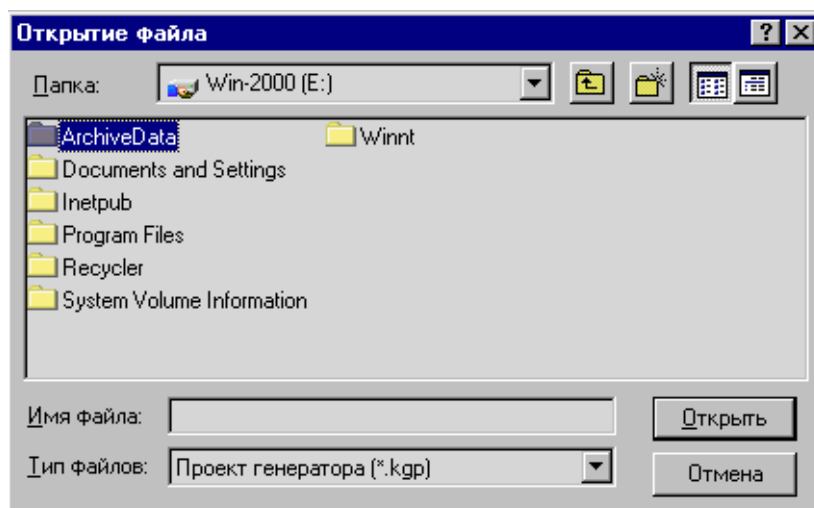 Открытие файла
Папка: Win-2000 (E:)
ArchiveData Winnt
Documents and Settings
Inetpub
Program Files
Recycler
System Volume Information
Имя файла: Открыть
Тип файлов: Проект генератора (*.kgp) Отмена